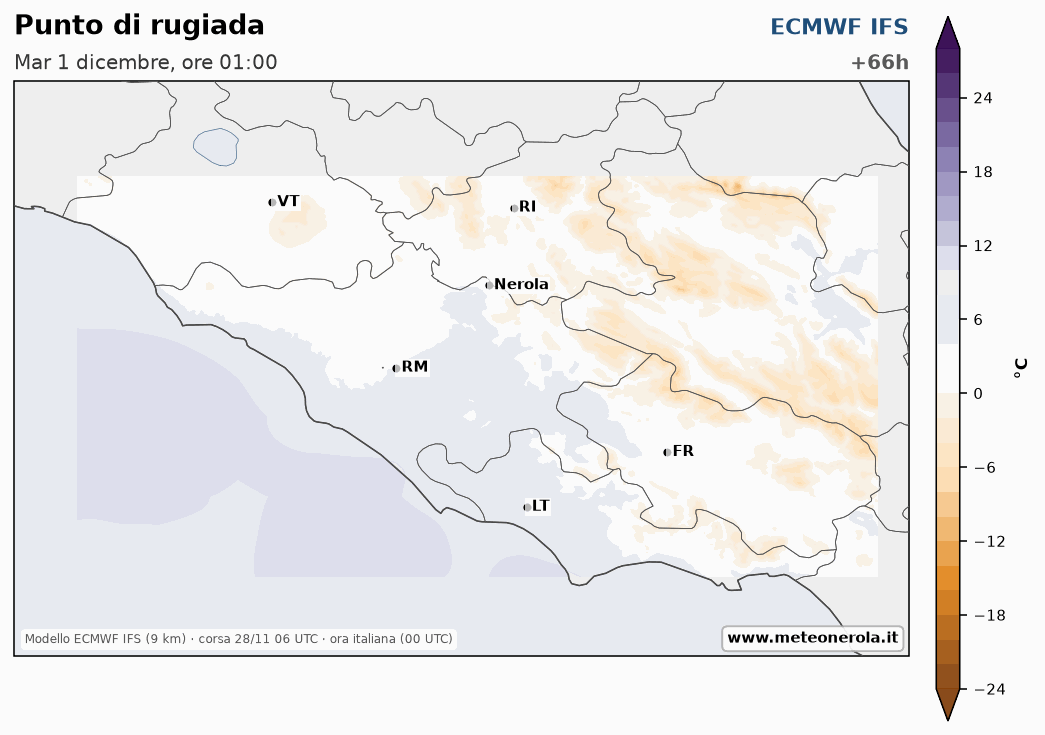 Punto di rugiada
ECMWF IFS
Mar 1 dicembre, ore 01:00
+66h
VT
RI
Nerola
RM
FR
LT
24
18
12
6
0
−6
−12
−18
−24
°C
Modello ECMWF IFS (9 km) · corsa 28/11 06 UTC · ora italiana (00 UTC)
www.meteonerola.it